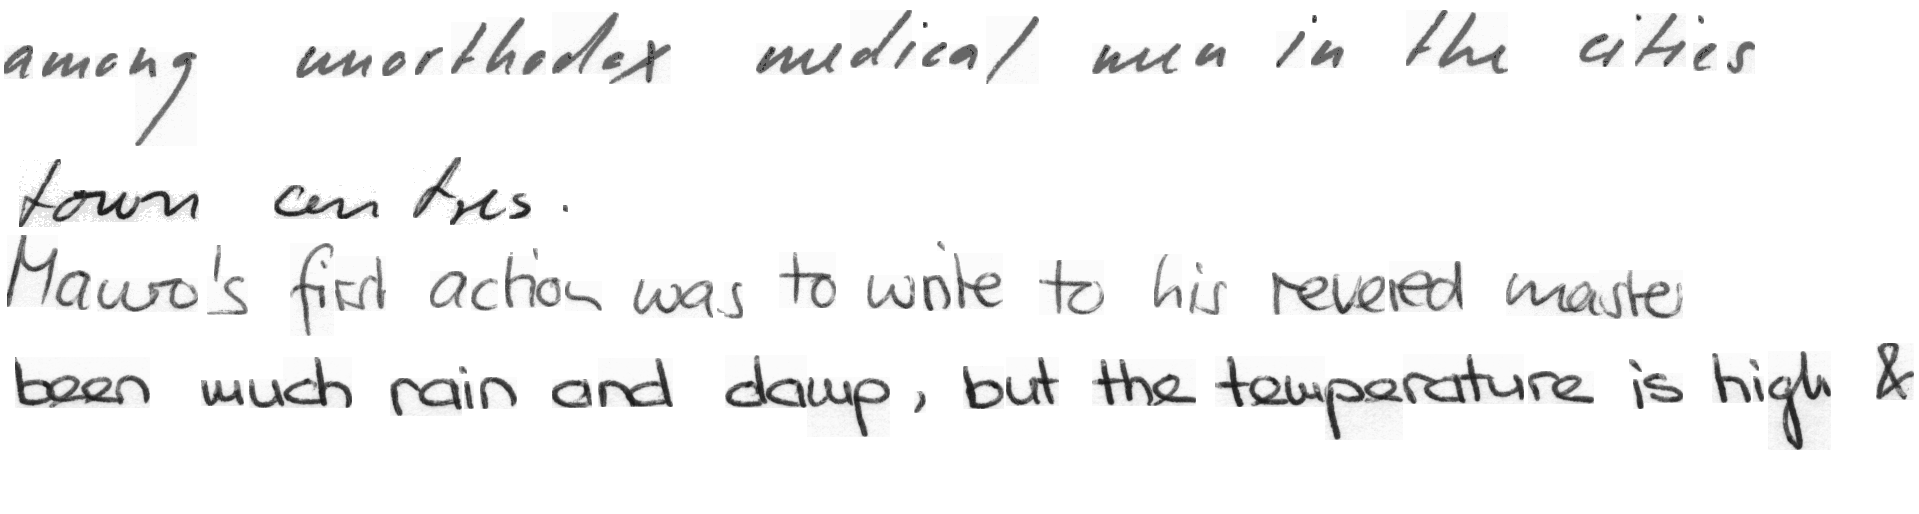 among unorthodox medical men in the cities
town centres.
Mauro's first action was to write to his revered master
been much rain and damp, but the temperature is high &